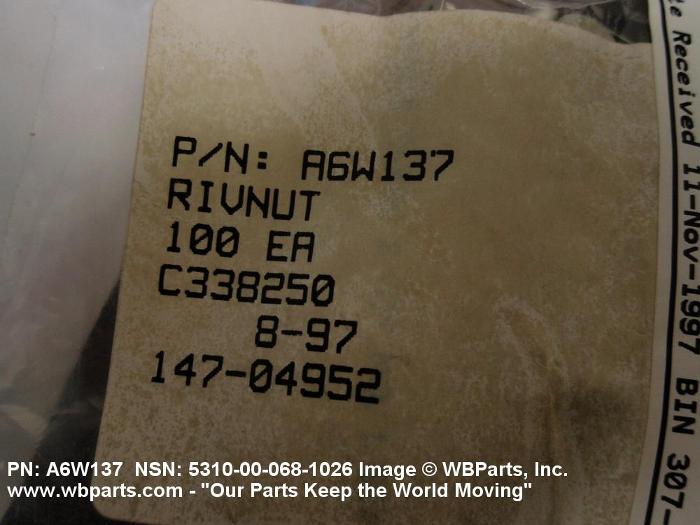 P/N: A6W137
RIVNUT
100 EA
C338250
8-97
147-04952
Received 11-Nov-1997 BIN 307-
PN: A6W137 NSN: 5310-00-068-1026 Image © WBParts, Inc.
www.wbparts.com - "Our Parts Keep the World Moving"